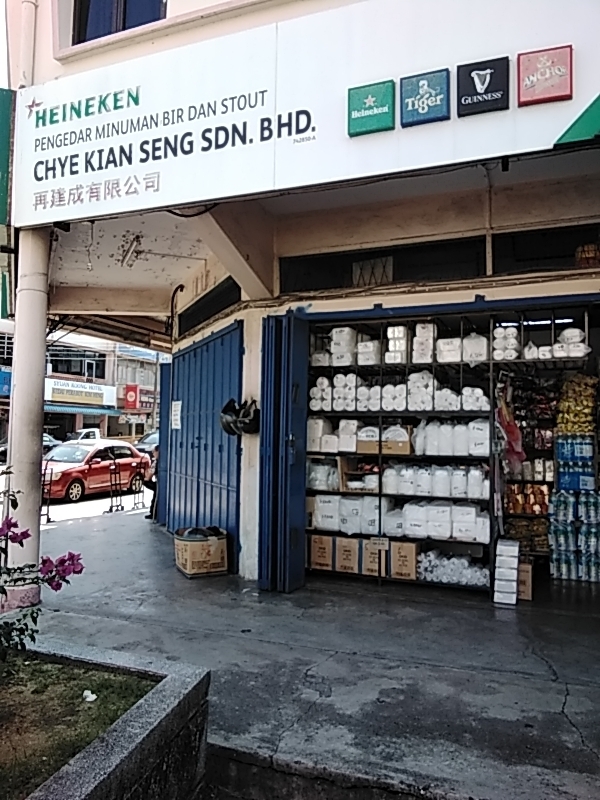 HEINEKEN
PENGEDAR MINUMAN BIR DAN STOUT
CHYE KIAN SENG SDN. BHD.
再建成有限公司
Heineken
Tiger
GUINNESS
ANCHOR